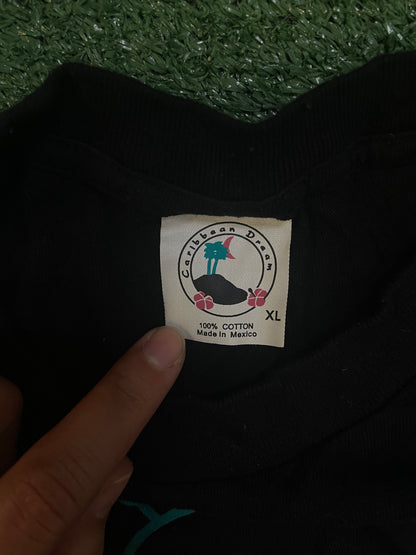 Caribbean Dream
XL
100% COTTON
Made in Mexico